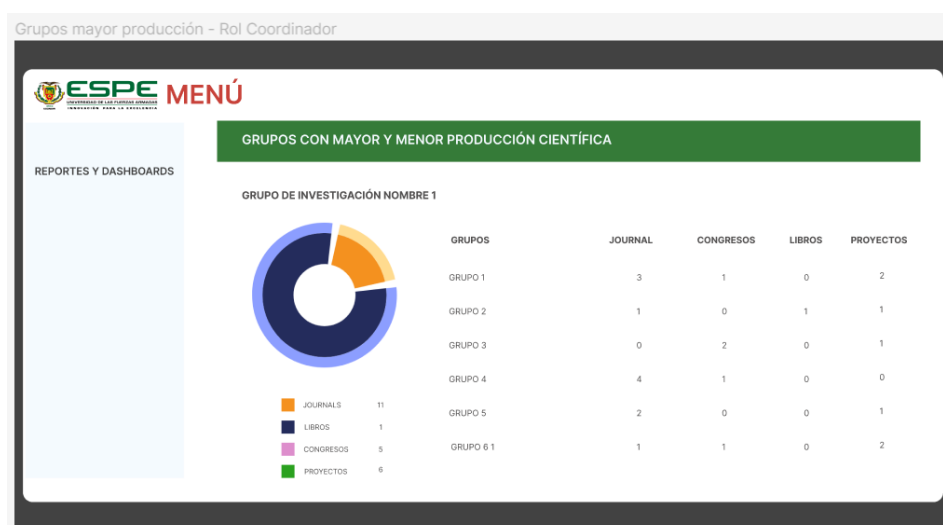 Grupos mayor producción - Rol Coordinador
ESPE MENÚ
UNIVERSIDAD DE LAS FUERZAS ARMADAS
INNOVACIÓN PARA LA EXCELENCIA
GRUPOS CON MAYOR Y MENOR PRODUCCIÓN CIENTÍFICA
REPORTES Y DASHBOARDS
GRUPO DE INVESTIGACIÓN NOMBRE 1
GRUPOS JOURNAL CONGRESOS LIBROS PROYECTOS
GRUPO 1 3 1 0 2
GRUPO 2 1 0 1 1
GRUPO 3 0 2 0 1
GRUPO 4 4 1 0 0
GRUPO 5 2 0 0 1
GRUPO 6 1 1 1 0 2
JOURNALS 11
LIBROS 1
CONGRESOS 5
PROYECTOS 6